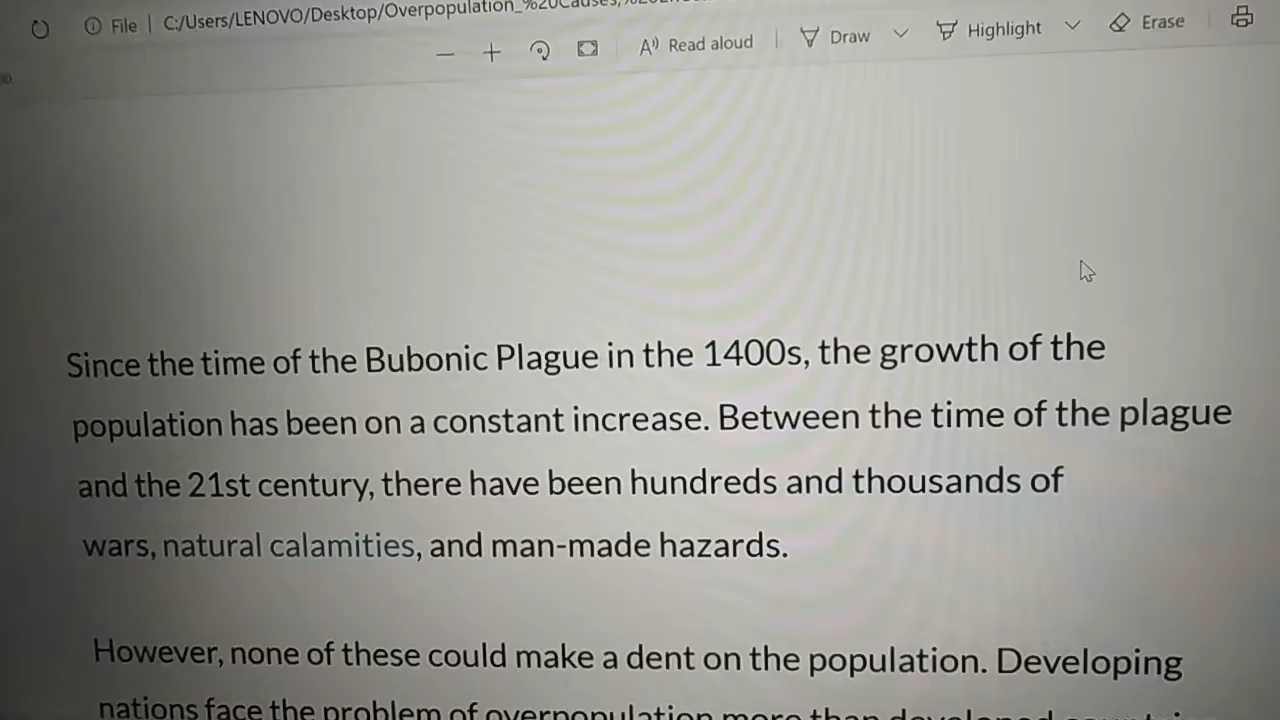 File | C:/Users/LENOVO/Desktop/Overpopulation_%20Causes,
Read aloud | Draw Highlight Erase
Since the time of the Bubonic Plague in the 1400s, the growth of the
population has been on a constant increase. Between the time of the plague
and the 21st century, there have been hundreds and thousands of
wars, natural calamities, and man-made hazards.
However, none of these could make a dent on the population. Developing
nations face the problem of overpopulation more than developed